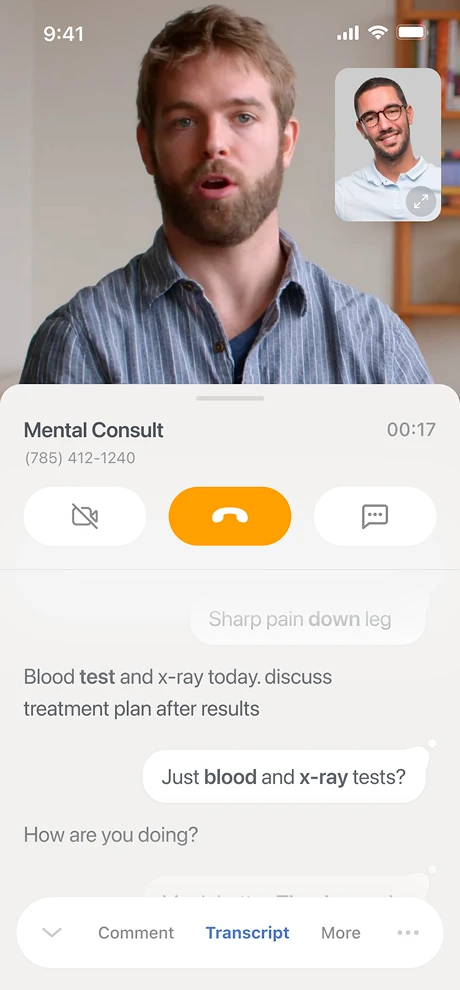 9:41
Mental Consult
00:17
(785) 412-1240
Sharp pain down leg
Blood test and x-ray today. discuss
treatment plan after results
Just blood and x-ray tests?
How are you doing?
Comment
Transcript
More